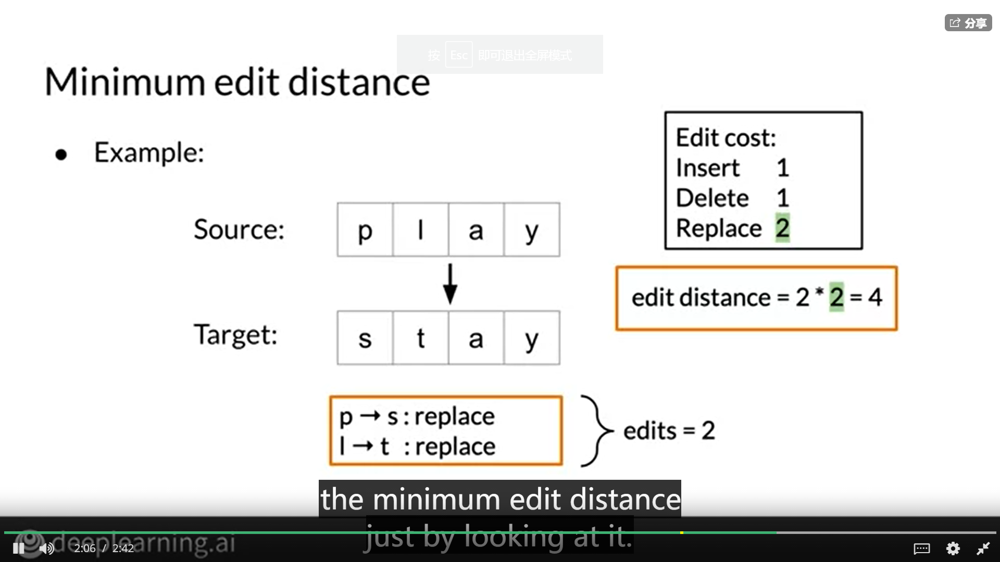 分享
按 Esc 即可退出全屏模式
Minimum edit distance
● Example:
Edit cost:
Insert 1
Delete 1
Replace 2
Source: p l a y
edit distance = 2 * 2 = 4
Target: s t a y
p → s : replace
l → t : replace
edits = 2
the minimum edit distance
just by looking at it.
deeplearning.ai
2:06 / 2:42